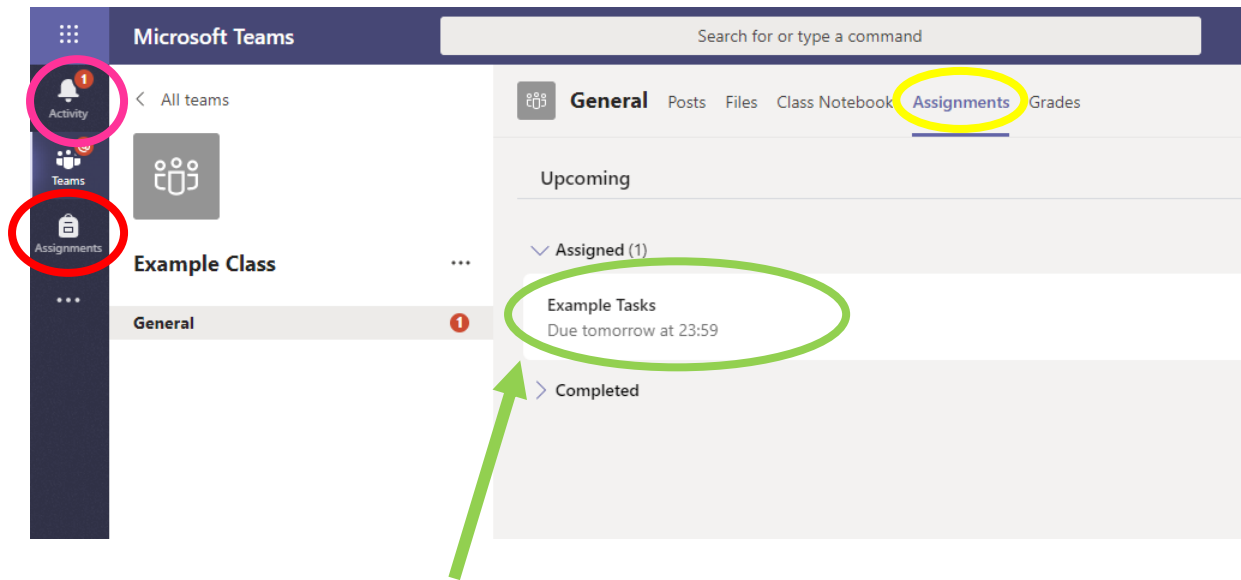 Microsoft Teams
Search for or type a command
1
Activity
Teams
Assignments
All teams
Example Class
General
1
General Posts Files Class Notebook Assignments Grades
Upcoming
Assigned (1)
Example Tasks
Due tomorrow at 23:59
Completed